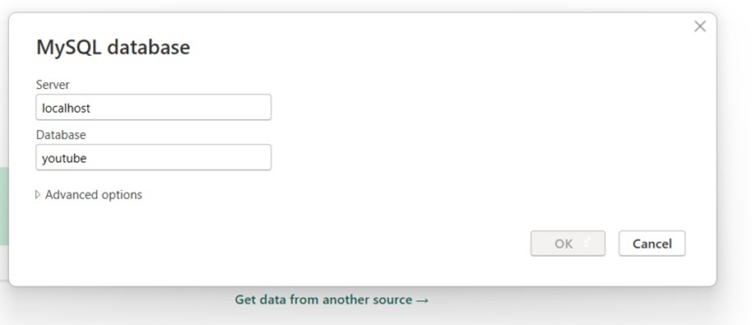 MySQL database
Server
localhost
Database
youtube
Advanced options
OK
Cancel
Get data from another source →